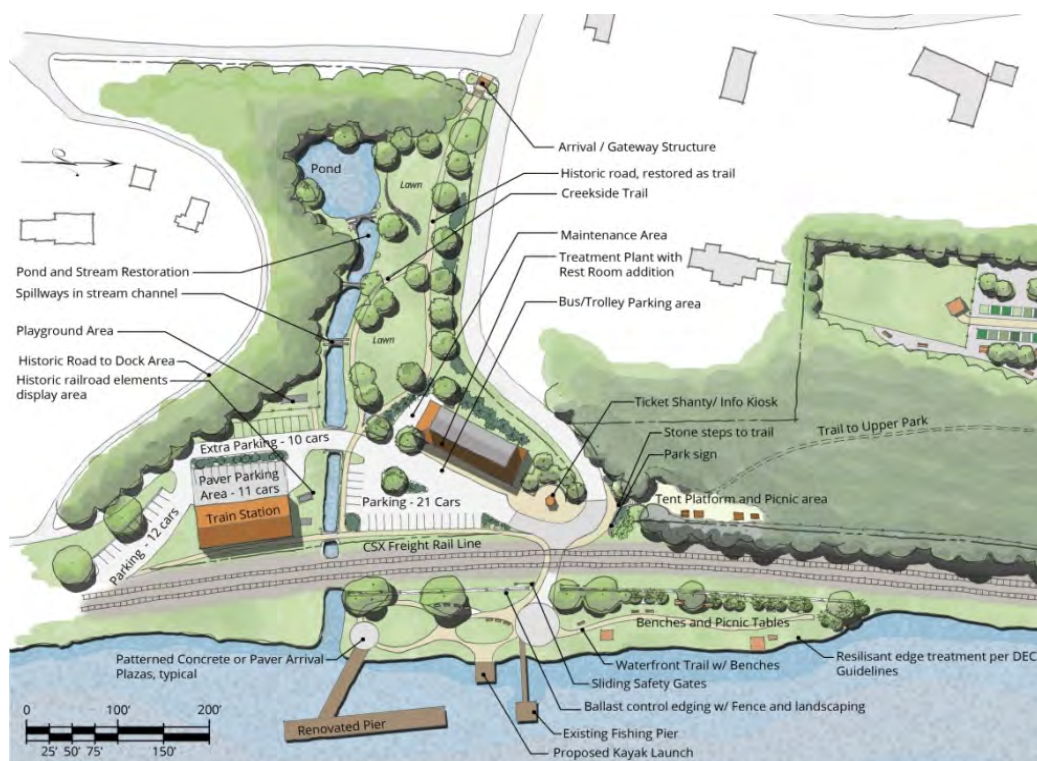 Arrival / Gateway Structure
Pond
Lawn
Historic road, restored as trail
Creekside Trail
Maintenance Area
Treatment Plant with
Rest Room addition
Bus/Trolley Parking area
Pond and Stream Restoration
Spillways in stream channel
Playground Area
Historic Road to Dock Area
Historic railroad elements
display area
Lawn
Ticket Shanty/ Info Kiosk
Stone steps to trail
Park sign
Trail to Upper Park
Tent Platform and Picnic area
Extra Parking - 10 cars
Paver Parking
Area - 11 cars
Train Station
Parking - 21 Cars
Parking - 12 cars
CSX Freight Rail Line
Benches and Picnic Tables
Patterned Concrete or Paver Arrival
Plazas, typical
Waterfront Trail w/ Benches
Resilisant edge treatment per DEC
Guidelines
Sliding Safety Gates
Ballast control edging w/ Fence and landscaping
Renovated Pier
Existing Fishing Pier
Proposed Kayak Launch
0 100' 200'
25' 50' 75' 150'